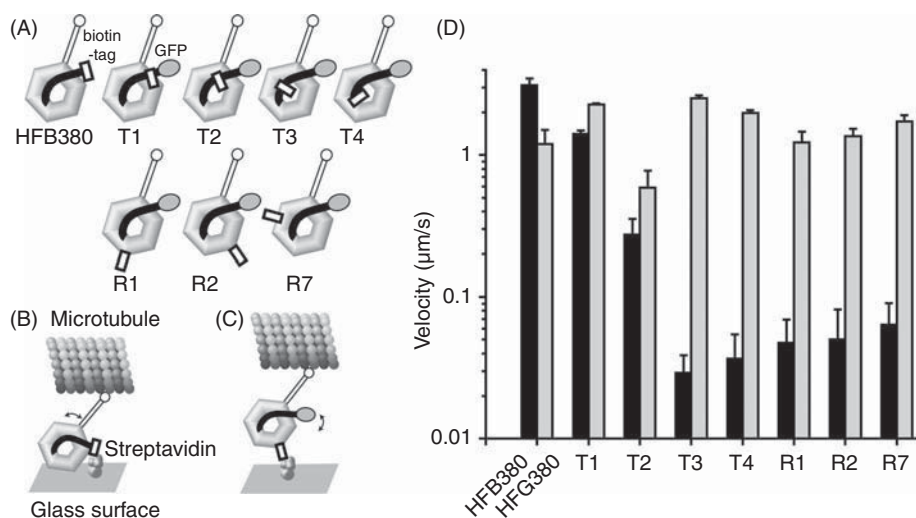 (A)
biotin
-tag
GFP
HFB380 T1 T2 T3 T4
R1 R2 R7
(B) Microtubule (C)
Streptavidin
Glass surface
(D)
Velocity (µm/s)
1
0.1
0.01
HFB380
HFG380
T1 T2 T3 T4 R1 R2 R7